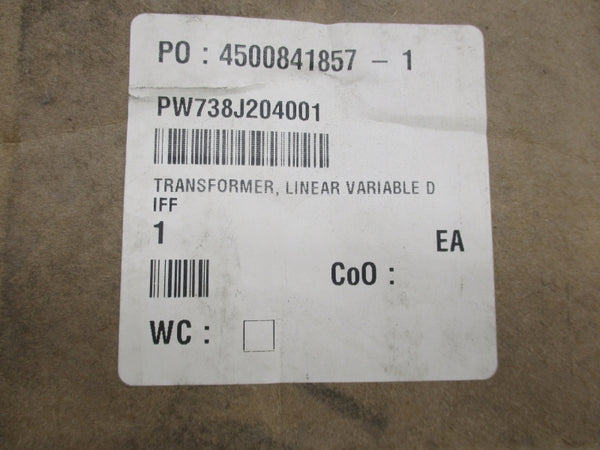 PO : 4500841857 - 1
PW738J204001
TRANSFORMER, LINEAR VARIABLE D
IFF
1 EA
CoO :
WC :